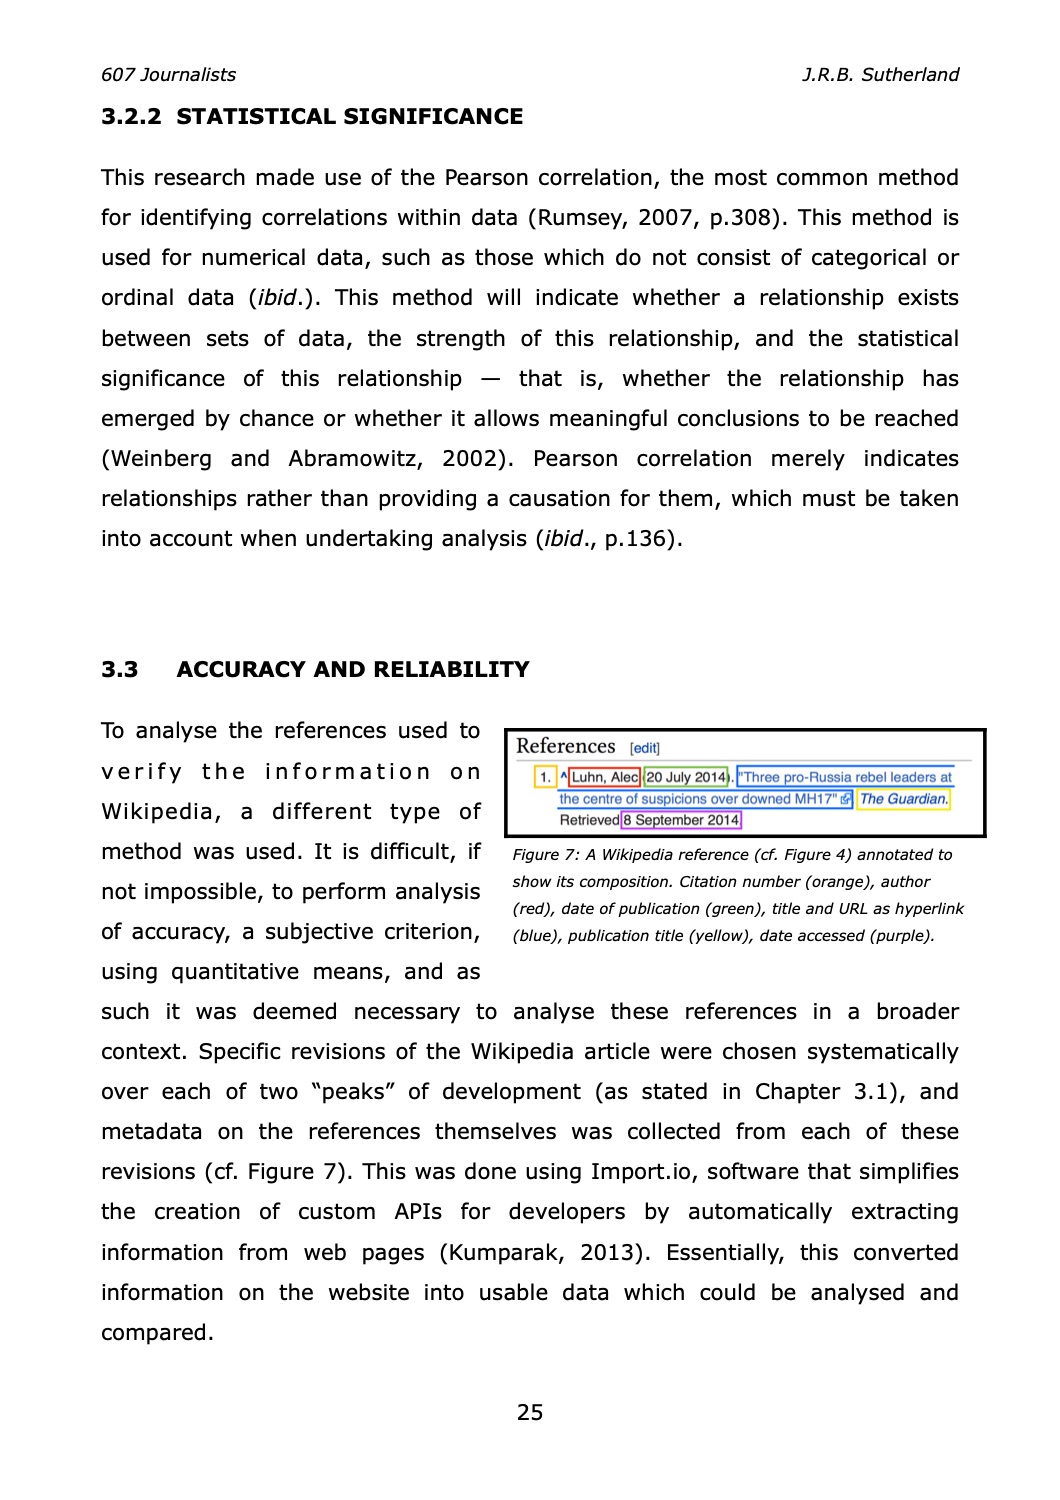 607 Journalists
J.R.B. Sutherland
3.2.2 STATISTICAL SIGNIFICANCE
This research made use of the Pearson correlation, the most common method
for identifying correlations within data (Rumsey, 2007, p.308). This method is
used for numerical data, such as those which do not consist of categorical or
ordinal data (ibid.). This method will indicate whether a relationship exists
between sets of data, the strength of this relationship, and the statistical
significance of this relationship — that is, whether the relationship has
emerged by chance or whether it allows meaningful conclusions to be reached
(Weinberg and Abramowitz, 2002). Pearson correlation merely indicates
relationships rather than providing a causation for them, which must be taken
into account when undertaking analysis (ibid., p.136).
3.3 ACCURACY AND RELIABILITY
To analyse the references used to
verify the information on
Wikipedia, a different type of
method was used. It is difficult, if
not impossible, to perform analysis
of accuracy, a subjective criterion,
using quantitative means, and as
References [edit]
1. ^ Luhn, Alec (20 July 2014). "Three pro-Russia rebel leaders at
the centre of suspicions over downed MH17" The Guardian.
Retrieved 8 September 2014
Figure 7: A Wikipedia reference (cf. Figure 4) annotated to
show its composition. Citation number (orange), author
(red), date of publication (green), title and URL as hyperlink
(blue), publication title (yellow), date accessed (purple).
such it was deemed necessary to analyse these references in a broader
context. Specific revisions of the Wikipedia article were chosen systematically
over each of two “peaks” of development (as stated in Chapter 3.1), and
metadata on the references themselves was collected from each of these
revisions (cf. Figure 7). This was done using Import.io, software that simplifies
the creation of custom APIs for developers by automatically extracting
information from web pages (Kumparak, 2013). Essentially, this converted
information on the website into usable data which could be analysed and
compared.
25